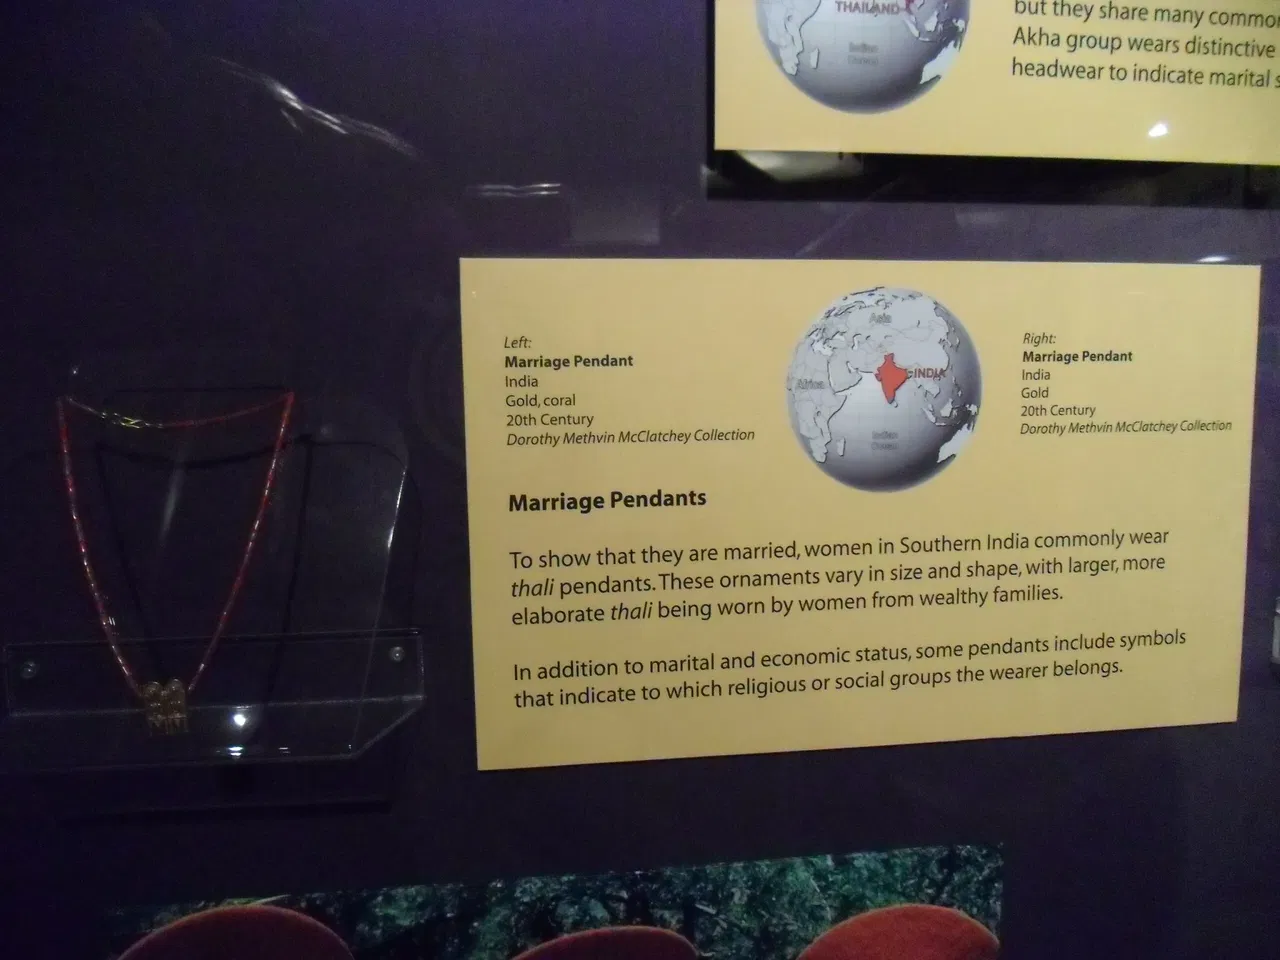 THAILAND
Indian
Ocean
but they share many common
Akha group wears distinctive
headwear to indicate marital
Left:
Marriage Pendant
India
Gold, coral
20th Century
Dorothy Methvin McClatchey Collection
Asia
Africa
INDIA
Indian
Ocean
Right:
Marriage Pendant
India
Gold
20th Century
Dorothy Methvin McClatchey Collection
Marriage Pendants
To show that they are married, women in Southern India commonly wear
thali pendants. These ornaments vary in size and shape, with larger, more
elaborate thali being worn by women from wealthy families.
In addition to marital and economic status, some pendants include symbols
that indicate to which religious or social groups the wearer belongs.